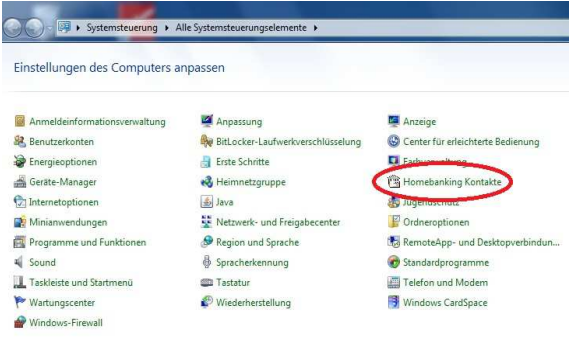 Systemsteuerung ▸ Alle Systemsteuerungselemente ▸
Einstellungen des Computers anpassen
Anmeldeinformationsverwaltung
Anpassung
Anzeige
Benutzerkonten
BitLocker-Laufwerkverschlüsselung
Center für erleichterte Bedienung
Energieoptionen
Erste Schritte
Farbverwaltung
Geräte-Manager
Heimnetzgruppe
Homebanking Kontakte
Internetoptionen
Java
Jugendschutz
Minianwendungen
Netzwerk- und Freigabecenter
Ordneroptionen
Programme und Funktionen
Region und Sprache
RemoteApp- und Desktopverbindun...
Sound
Spracherkennung
Standardprogramme
Taskleiste und Startmenü
Tastatur
Telefon und Modem
Wartungscenter
Wiederherstellung
Windows CardSpace
Windows-Firewall